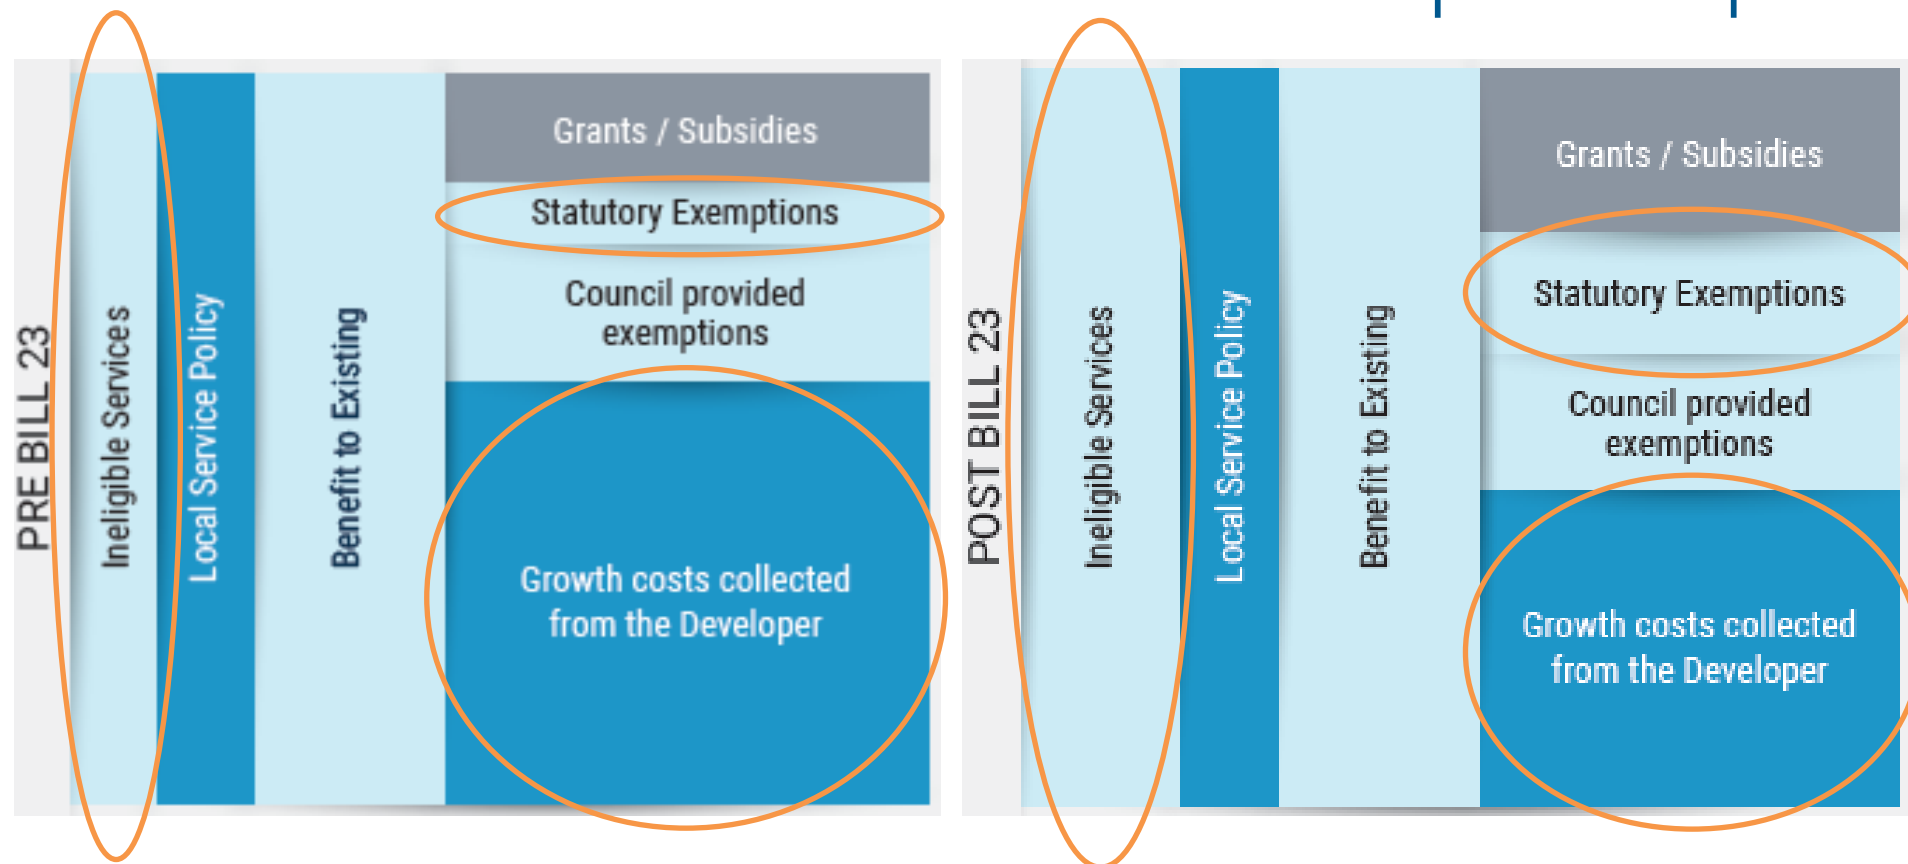 PRE BILL 23
Ineligible Services
Local Service Policy
Benefit to Existing
Grants / Subsidies
Statutory Exemptions
Council provided
exemptions
Growth costs collected
from the Developer
POST BILL 23
Ineligible Services
Local Service Policy
Benefit to Existing
Grants / Subsidies
Statutory Exemptions
Council provided
exemptions
Growth costs collected
from the Developer